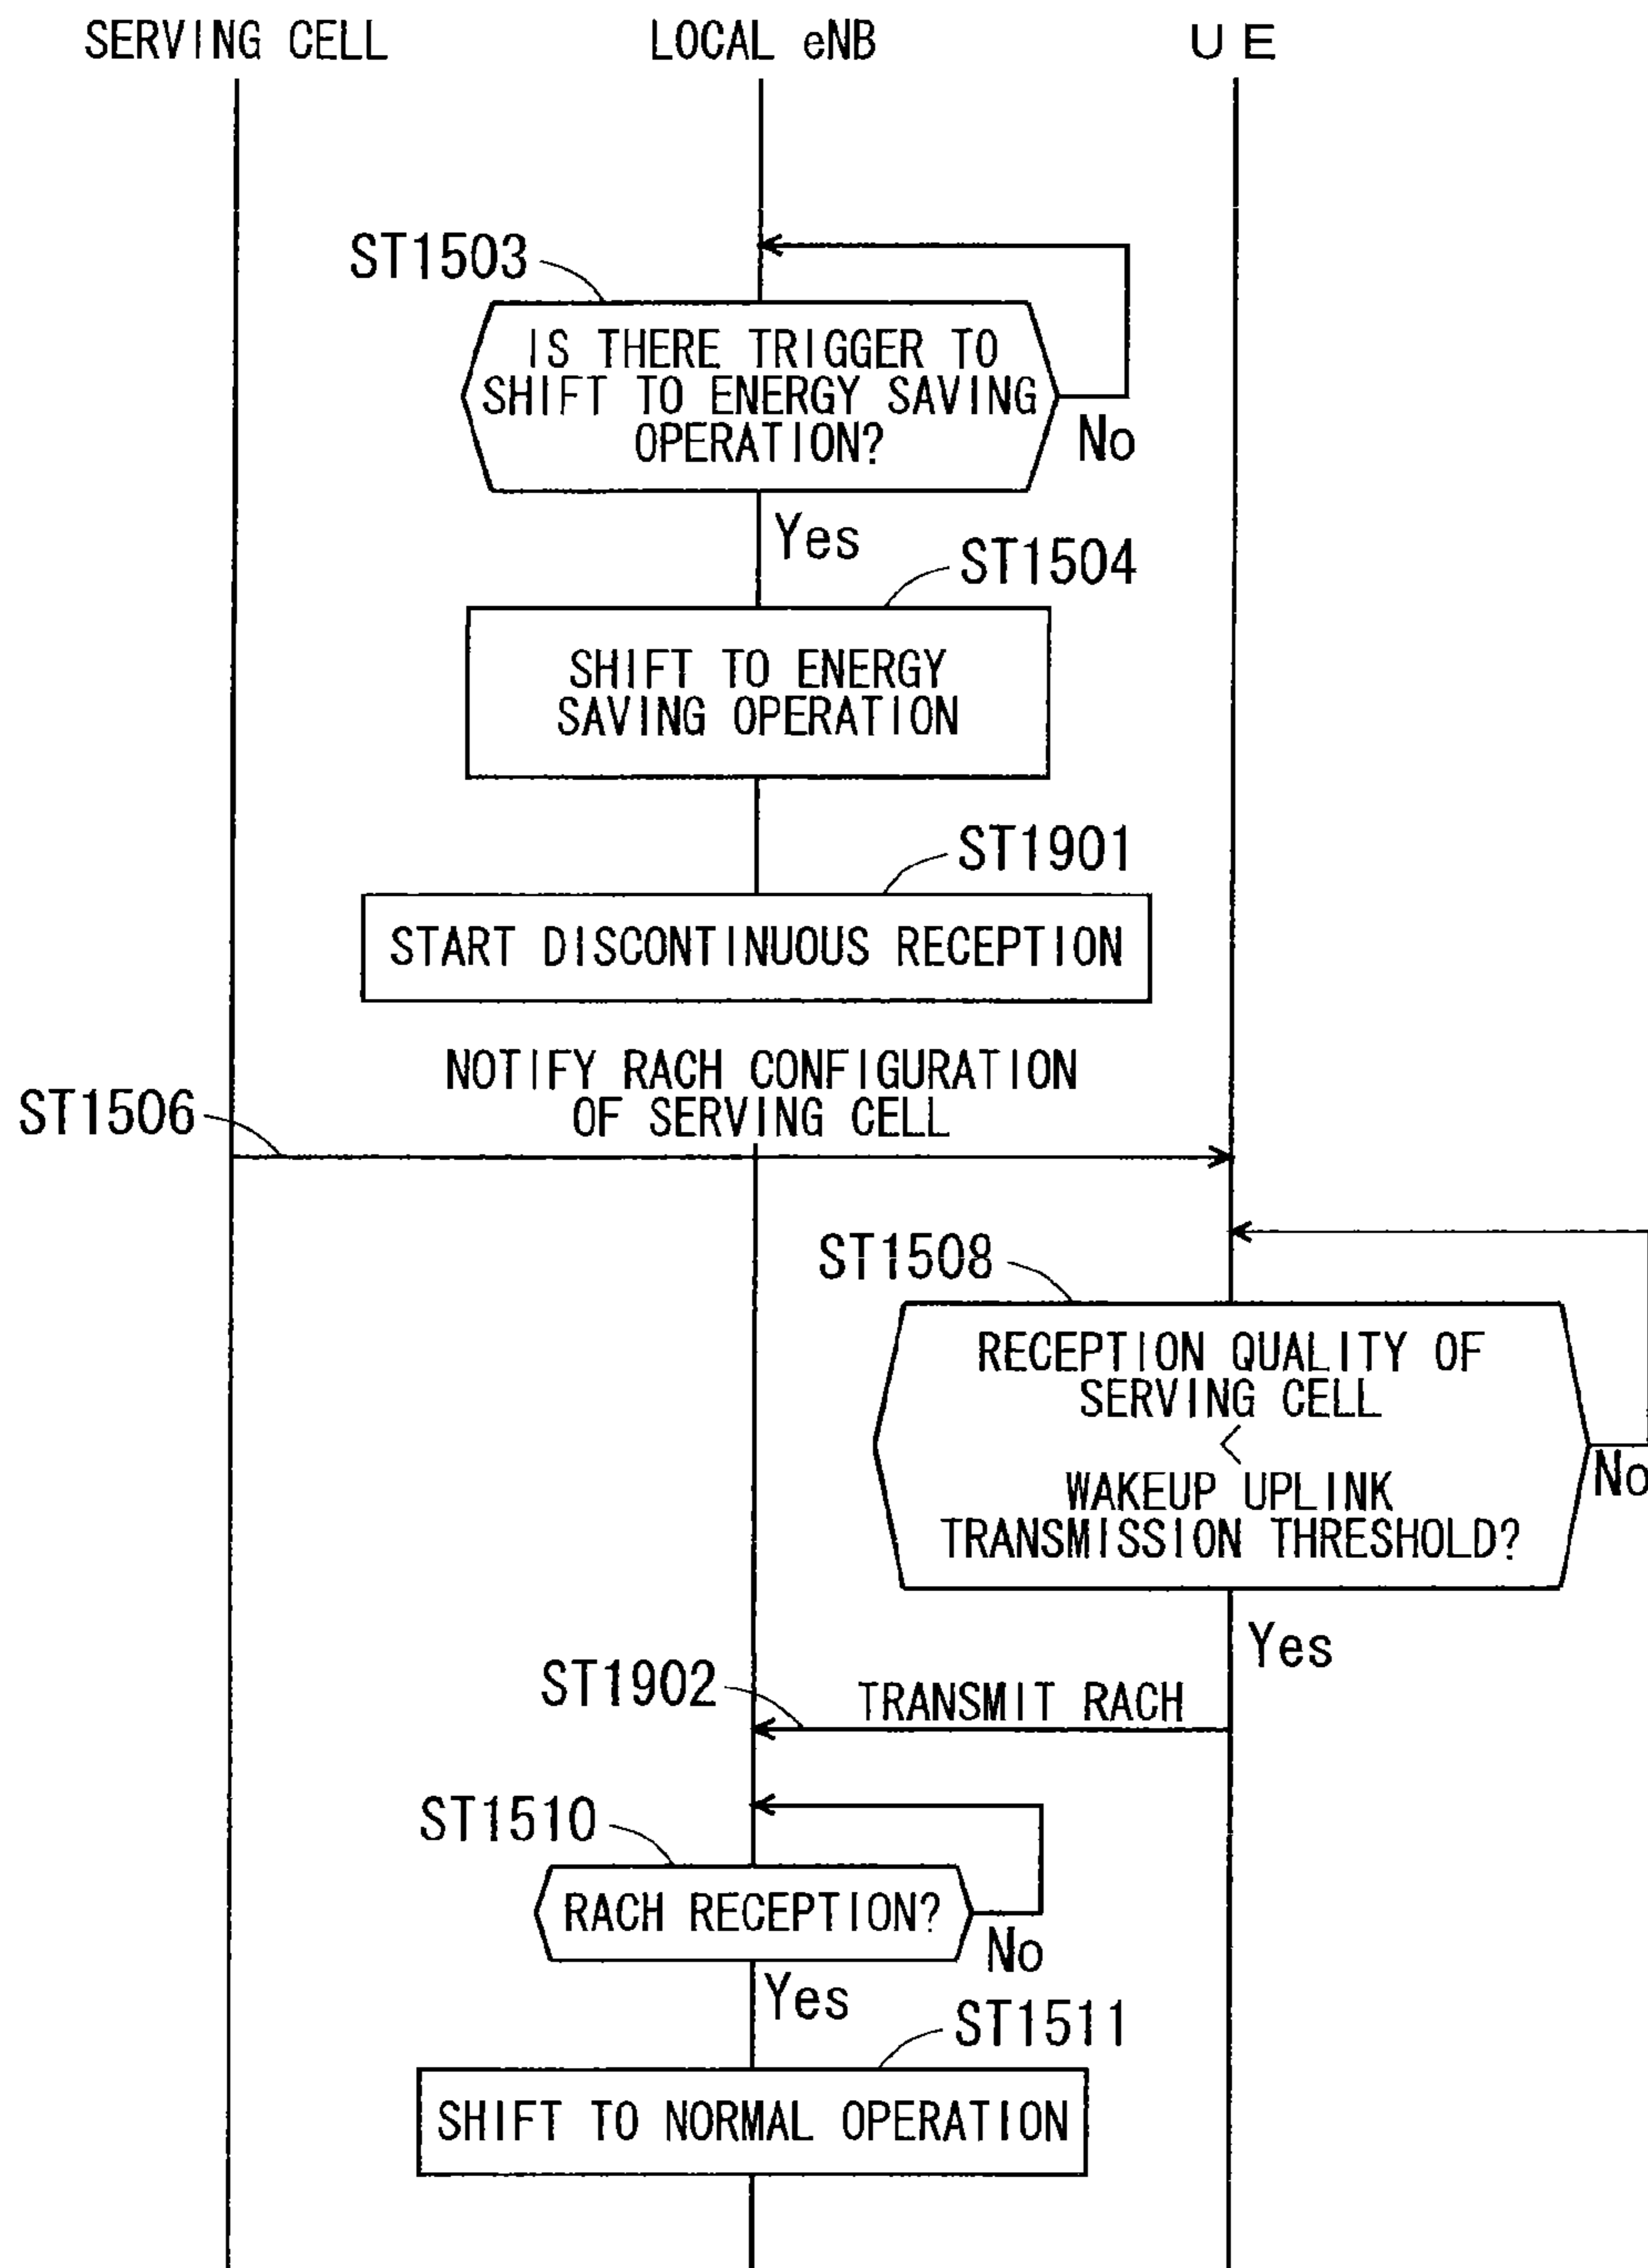 SERVING CELL
LOCAL eNB
UE
ST1503
IS THERE TRIGGER TO
SHIFT TO ENERGY SAVING
OPERATION?
No
Yes
ST1504
SHIFT TO ENERGY
SAVING OPERATION
ST1901
START DISCONTINUOUS RECEPTION
NOTIFY RACH CONFIGURATION
OF SERVING CELL
ST1506
ST1508
RECEPTION QUALITY OF
SERVING CELL
<
WAKEUP UPLINK
TRANSMISSION THRESHOLD?
No
Yes
ST1902
TRANSMIT RACH
ST1510
RACH RECEPTION?
No
Yes
ST1511
SHIFT TO NORMAL OPERATION